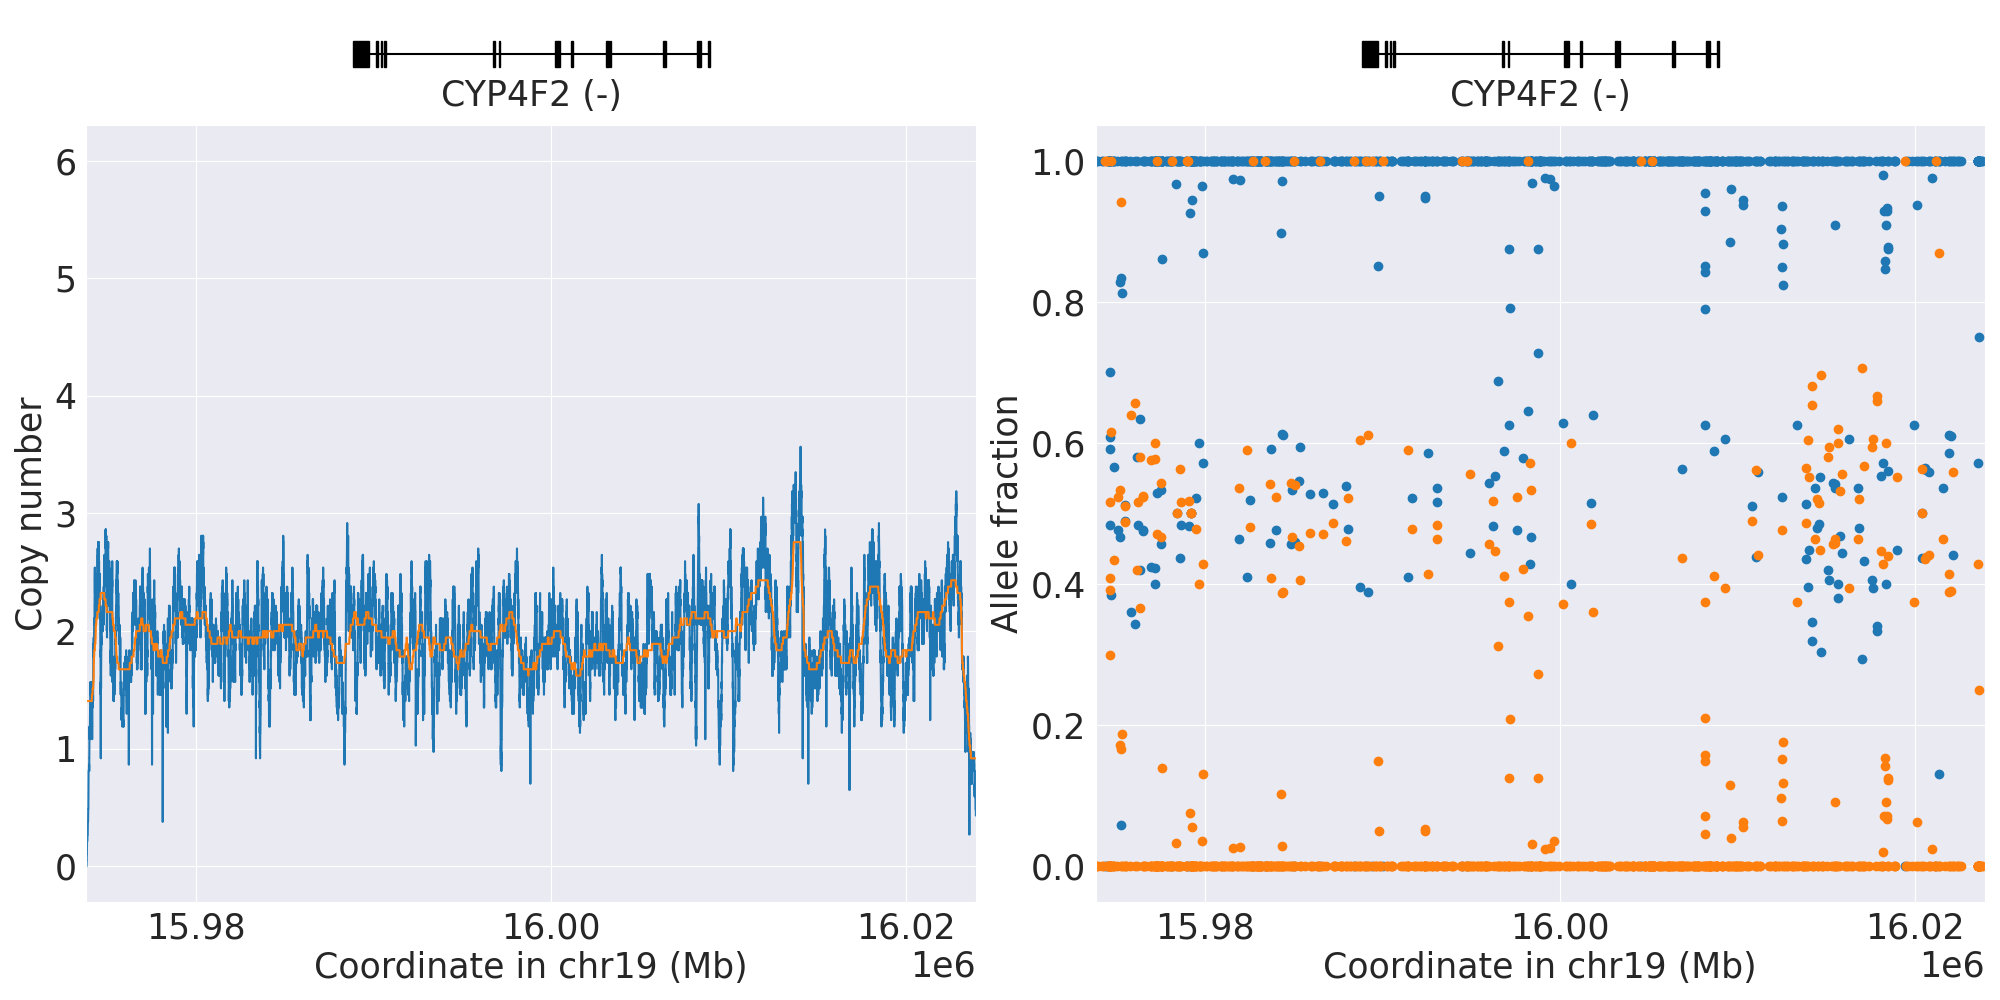 CYP4F2 (-)
6
5
4
3
2
1
0
Copy number
15.98 16.00 16.02
Coordinate in chr19 (Mb) 1e6
CYP4F2 (-)
1.0
0.8
0.6
0.4
0.2
0.0
Allele fraction
15.98 16.00 16.02
Coordinate in chr19 (Mb) 1e6